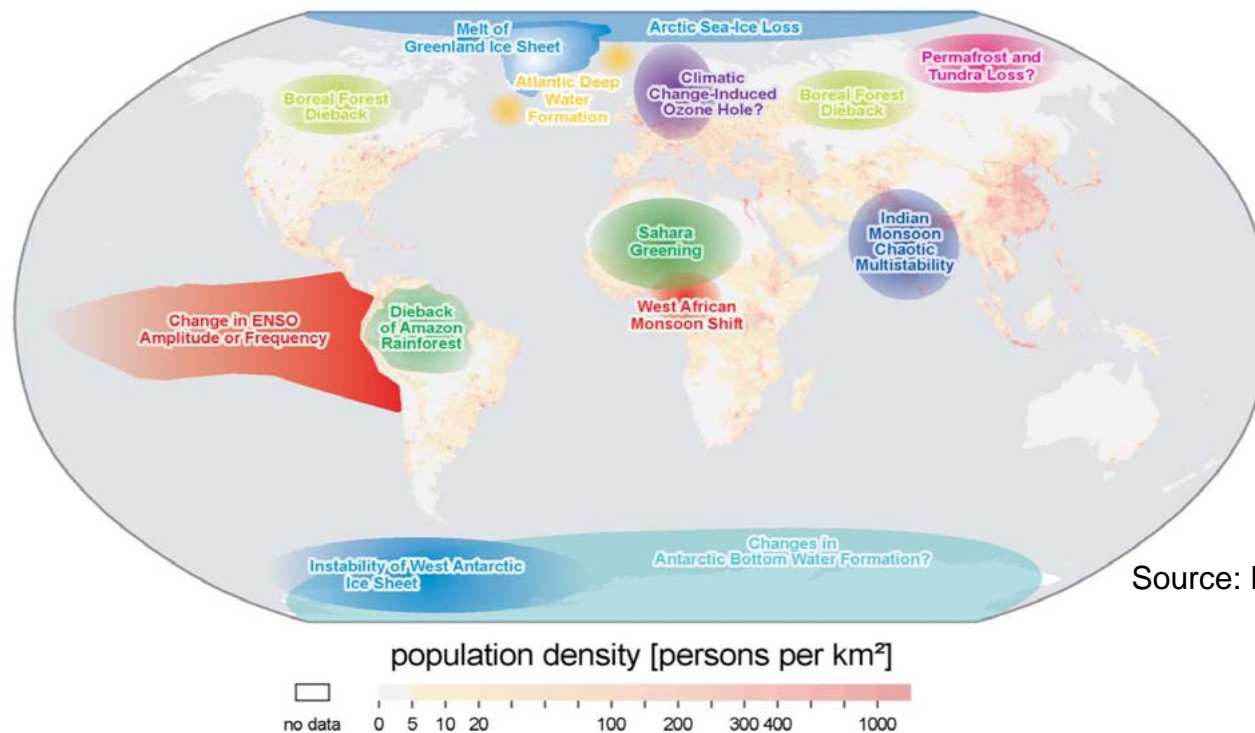 Melt of
Greenland Ice Sheet
Arctic Sea-Ice Loss
Permafrost and
Tundra Loss?
Atlantic Deep
Water
Formation
Climatic
Change-Induced
Ozone Hole?
Boreal Forest
Dieback
Boreal Forest
Dieback
Sahara
Greening
Indian
Monsoon
Chaotic
Multistability
West African
Monsoon Shift
Change in ENSO
Amplitude or Frequency
Dieback
of Amazon
Rainforest
Instability of West Antarctic
Ice Sheet
Changes in
Antarctic Bottom Water Formation?
Source:
population density [persons per km²]
no data 0 5 10 20 100 200 300 400 1000